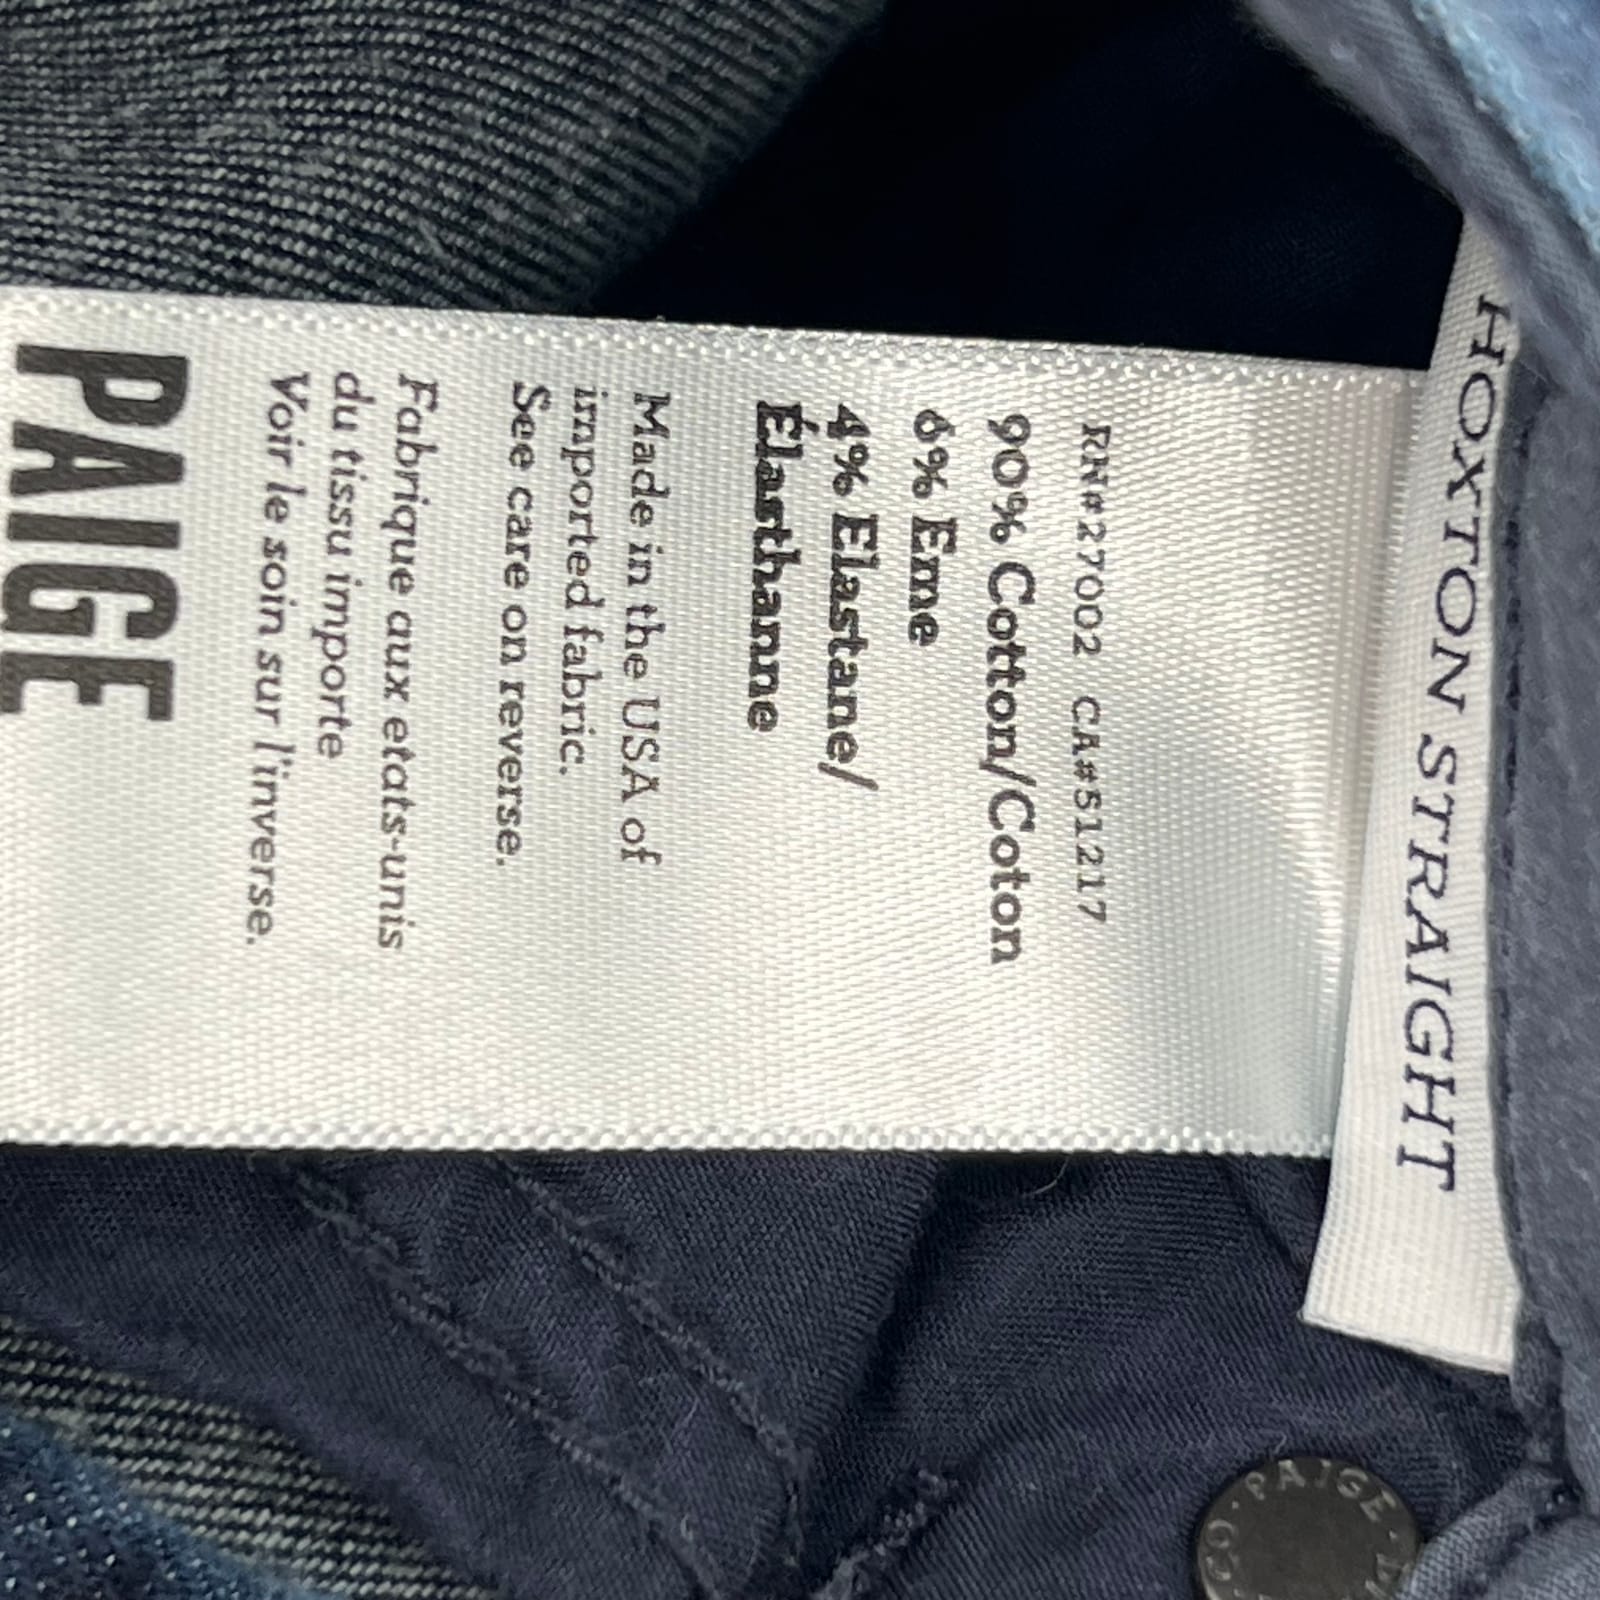 HOXTON STRAIGHT
RN#27002 CA#51217
90% Cotton/Coton
6% Eme
4% Elastane/
Élasthanne
Made in the USA of
imported fabric.
See care on reverse.
Fabrique aux etats-unis
du tissu importe
Voir le soin sur l'inverse.
PAIGE
CO · PAIGE ·